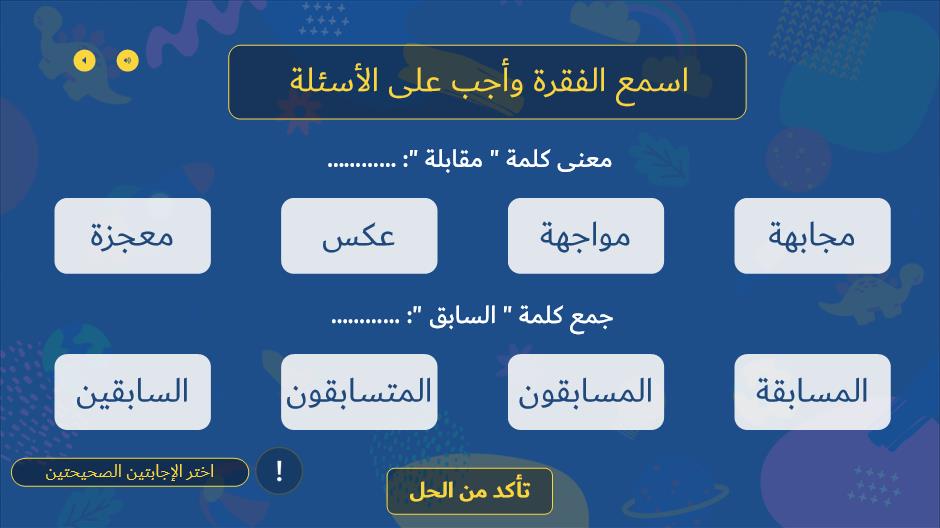 اسمع الفقرة وأجب على الأسئلة
معنى كلمة " مقابلة ": ............
مجابهة
مواجهة
عكس
معجزة
جمع كلمة " السابق ": ............
المسابقة
المسابقون
المتسابقون
السابقين
! اختر الإجابتين الصحيحتين
تأكد من الحل